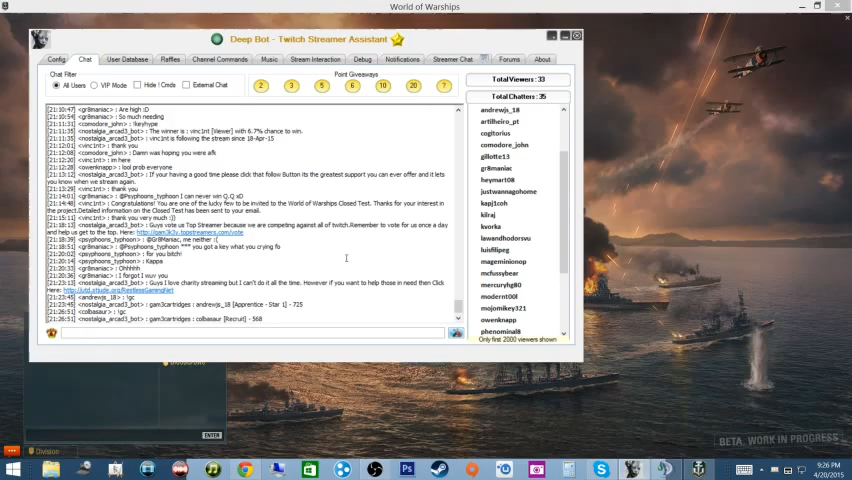 World of Warships
Deep Bot - Twitch Streamer Assistant
Config Chat User Database Raffles Channel Commands Music Stream Interaction Debug Notifications Streamer Chat Forums About
Chat Filter
All Users VIP Mode Hide ! Cmds External Chat
Point Giveaways
2 3 5 6 10 20 ?
Total Viewers: 33
Total Chatters: 35
[21:10:47] <gr8maniac> : Are high :D
[21:10:54] <gr8maniac> : So much needing
[21:11:31] <comodore_john> : !keyhype
[21:11:35] <nostalgia_arcad3_bot> : The winner is : vinc1nt [Viewer] with 6.7% chance to win.
[21:11:35] <nostalgia_arcad3_bot> : vinc1nt is following the stream since 18-Apr-15
[21:12:01] <vinc1nt> : thank you
[21:12:08] <comodore_john> : Damn was hoping you were afk
[21:12:20] <vinc1nt> : im here
[21:12:27] <owenknapp> : lool prob everyone
[21:13:12] <nostalgia_arcad3_bot> : If your having a good time please click that follow Button its the greatest support you can ever offer and it lets
you know when we stream again.
[21:13:29] <vinc1nt> : thank you
[21:14:01] <gr8maniac> : @Psyphoons_typhoon I can never win Q.Q xD
[21:14:48] <vinc1nt> : Congratulations! You are one of the lucky few to be invited to the World of Warships Closed Test. Thanks for your interest in
the project.Detailed information on the Closed Test has been sent to your email.
[21:15:11] <vinc1nt> : thank you very much :))
[21:18:13] <nostalgia_arcad3_bot> : Guys vote us Top Streamer because we are competing against all of twitch.Remember to vote for us once a day
and help us get to the top. Here: http://gam3k3y.topstreamers.com/vote
[21:18:39] <psyphoons_typhoon> : @Gr8Maniac, me neither :(
[21:18:51] <gr8maniac> : @Psyphoons_typhoon *** you got a key what you crying fo
[21:20:02] <psyphoons_typhoon> : for you bitch!
[21:20:14] <psyphoons_typhoon> : Kappa
[21:20:33] <gr8maniac> : Ohhhhh
[21:20:36] <gr8maniac> : I forgot I wuv you
[21:23:13] <nostalgia_arcad3_bot> : Guys I love charity streaming but I can't do it all the time. However if you want to help those in need then Click
Here:
[21:23:45] <andrewjs_18> : !gc
[21:23:45] <nostalgia_arcad3_bot> : gam3cartridges : andrewjs_18 [Apprentice - Star 1] - 725
[21:26:51] <colbasaur> : !gc
[21:26:51] <nostalgia_arcad3_bot> : gam3cartridges : colbasaur [Recruit] - 568
andrewjs_18
artilheiro_pt
cogitorius
comodore_john
gillotte13
gr8maniac
heymart08
justwannagohome
kapj1coh
kilraj
kvorka
lawandhodorsvu
luisfilipeg
mageminionop
mcfussybear
mercuryhg80
modernt00l
mojomikey321
owenknapp
phenominal8
Only first 2000 viewers shown
ENTER
Division
BETA. WORK IN PROGRESS
9:26 PM
4/20/2015